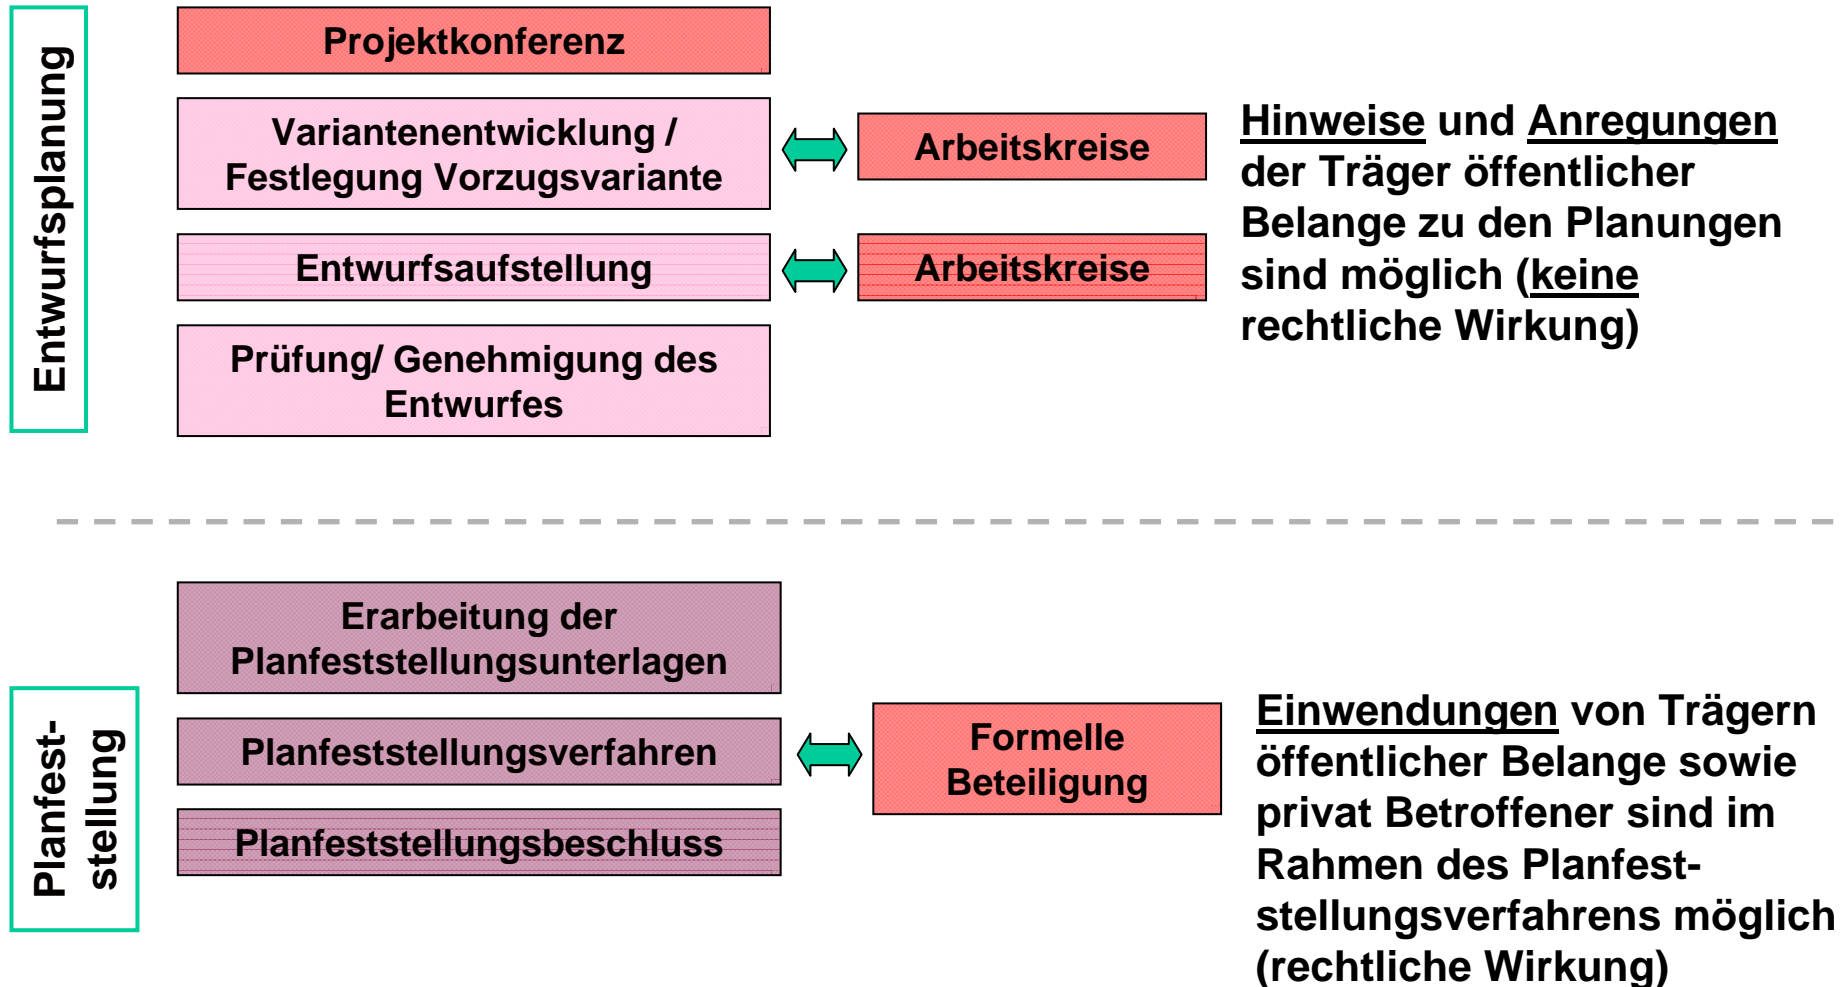 Entwurfsplanung
Projektkonferenz
Variantenentwicklung /
Festlegung Vorzugsvariante
Arbeitskreise
Entwurfsaufstellung
Arbeitskreise
Prüfung/ Genehmigung des
Entwurfes
Hinweise und Anregungen
der Träger öffentlicher
Belange zu den Planungen
sind möglich (keine
rechtliche Wirkung)
Planfest-
stellung
Erarbeitung der
Planfeststellungsunterlagen
Planfeststellungsverfahren
Formelle
Beteiligung
Planfeststellungsbeschluss
Einwendungen von Trägern
öffentlicher Belange sowie
privat Betroffener sind im
Rahmen des Planfest-
stellungsverfahrens möglich
(rechtliche Wirkung)